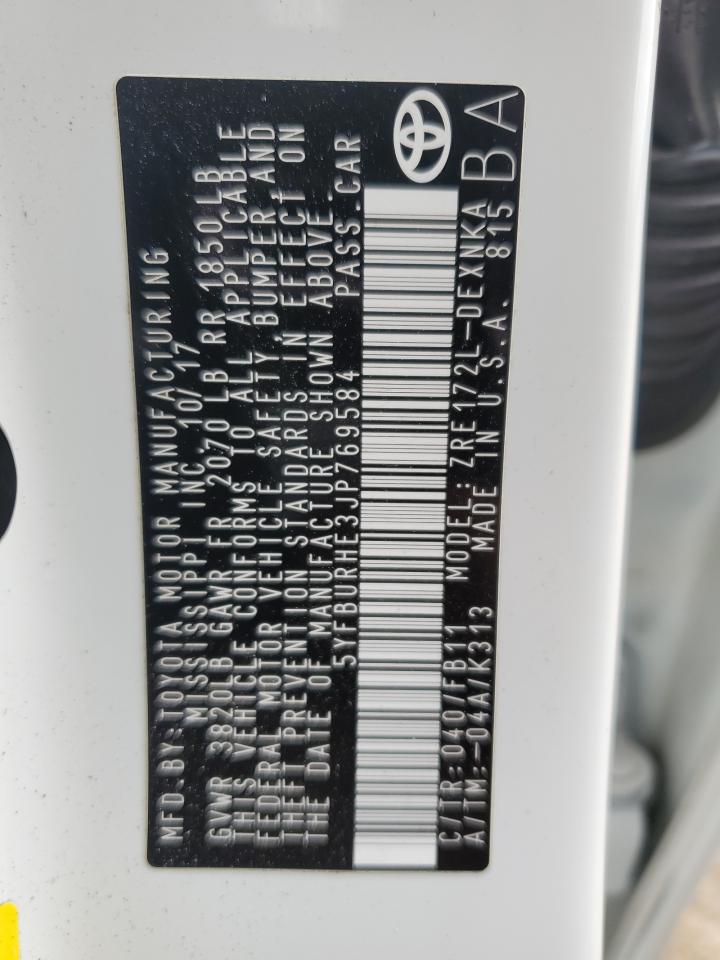 MFD.BY:TOYOTA MOTOR MANUFACTURING
MISSISSIPPI INC. 10/17
GVWR 3820LB GAWR FR 2070 LB RR 1850 LB
THIS VEHICLE CONFORMS TO ALL APPLICABLE
FEDERAL MOTOR VEHICLE SAFETY, BUMPER, AND
THEFT PREVENTION STANDARDS IN EFFECT ON
THE DATE OF MANUFACTURE SHOWN ABOVE.
5YFBURHE3JP769584 PASS.CAR
C/TR: 040/FB11 MODEL: ZRE172L-DEXNKA
A/TM:-04A/K313 MADE IN U.S.A. 815
BA